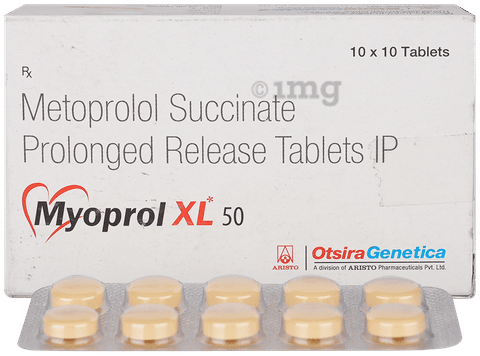 10 x 10 Tablets
Rx
©1mg
Metoprolol Succinate
Prolonged Release Tablets IP
Myoprol XL* 50
ARISTO
OtsiraGenetica
A division of ARISTO Pharmaceuticals Pvt. Ltd.